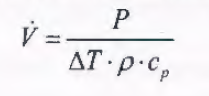 V̇ = P / (ΔT · ρ · c_p)